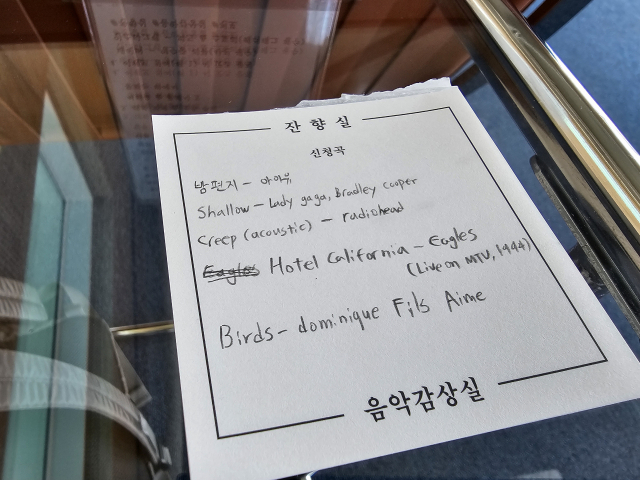 잔향실
신청곡
밤편지 - 아이유
Shallow - Lady gaga, Bradley cooper
Creep (acoustic) - radiohead
Eagles Hotel California - Eagles
(Live on MTV, 1994)
Birds - dominique Fils Aime
음악감상실